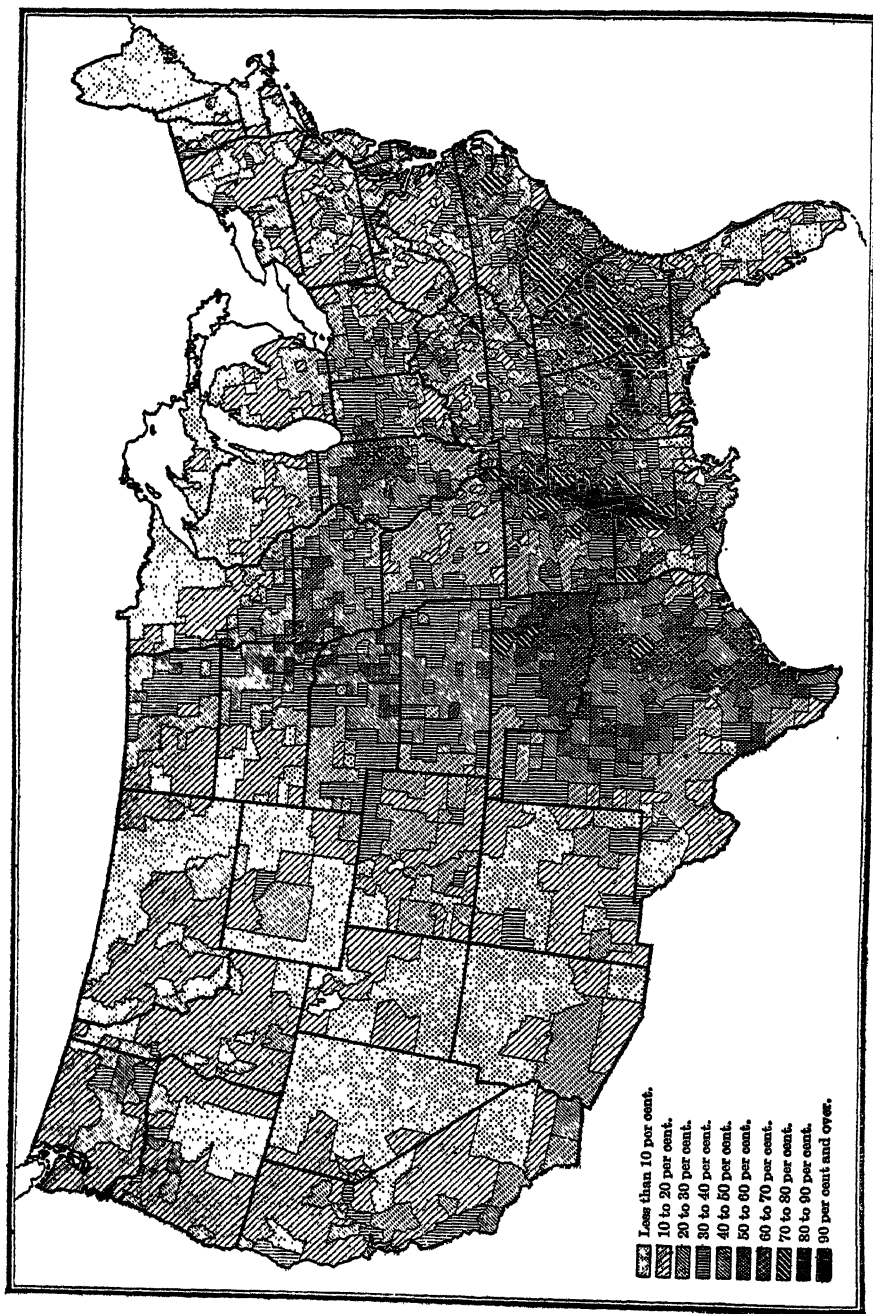 Less than 10 per cent.
10 to 20 per cent.
20 to 30 per cent.
30 to 40 per cent.
40 to 50 per cent.
50 to 60 per cent.
60 to 70 per cent.
70 to 80 per cent.
80 to 90 per cent.
90 per cent and over.